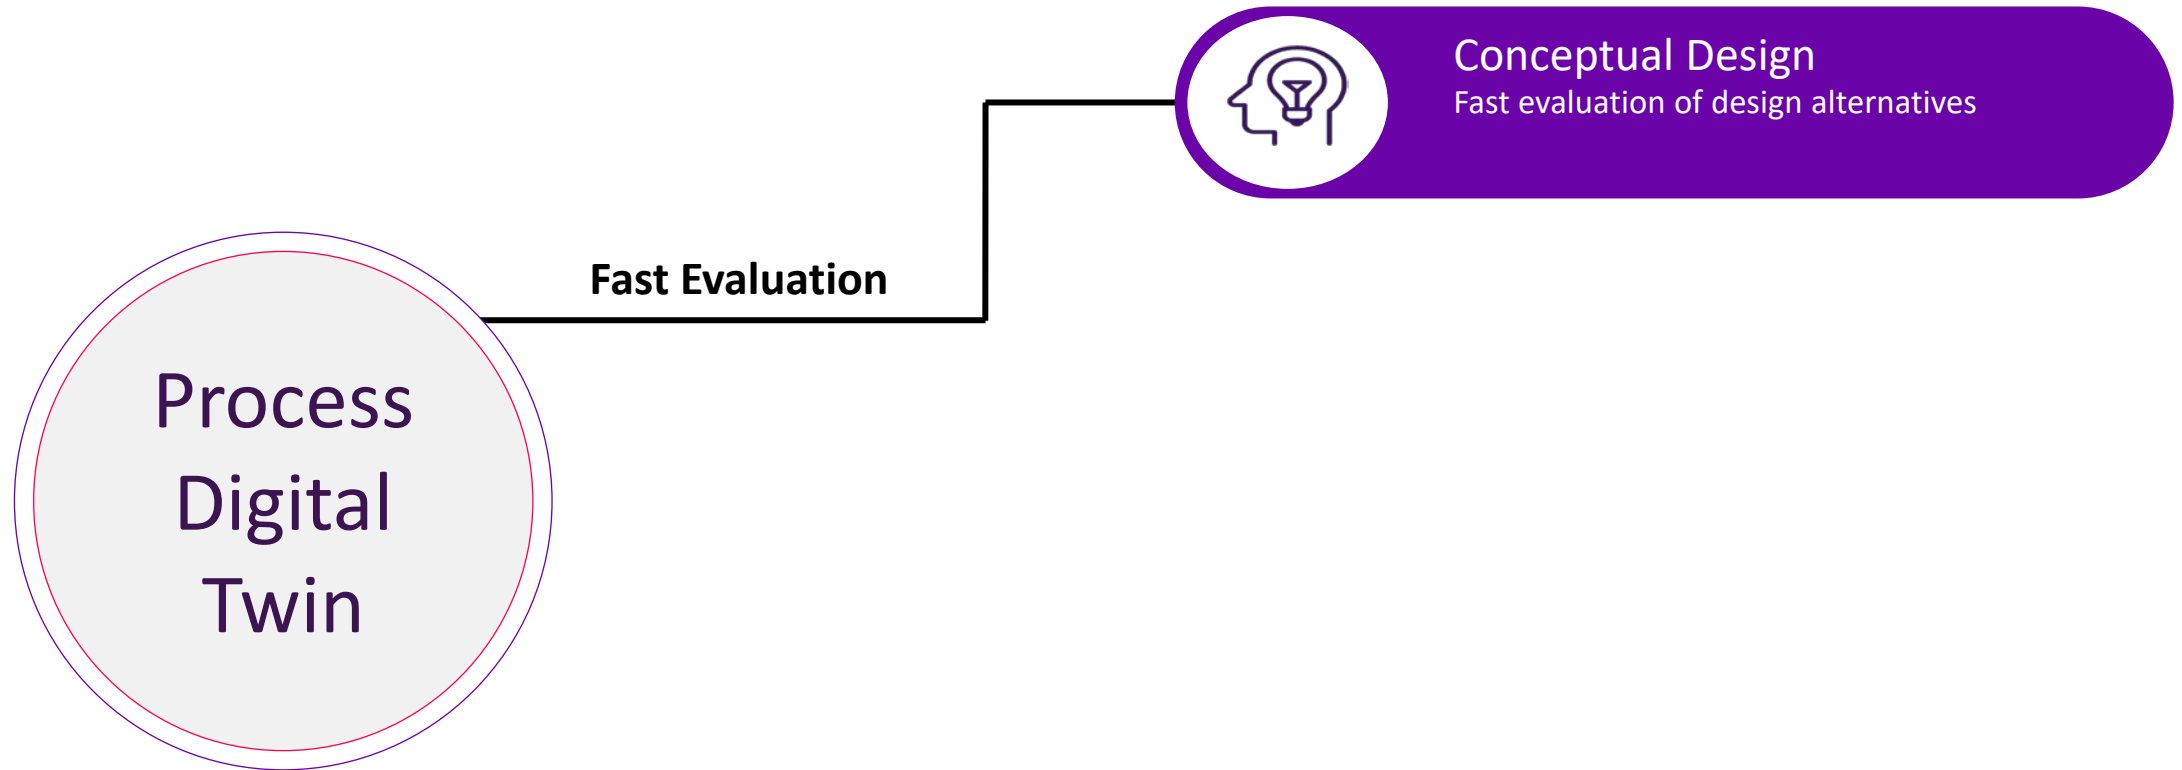 Conceptual Design
Fast evaluation of design alternatives
Fast Evaluation
Process
Digital
Twin